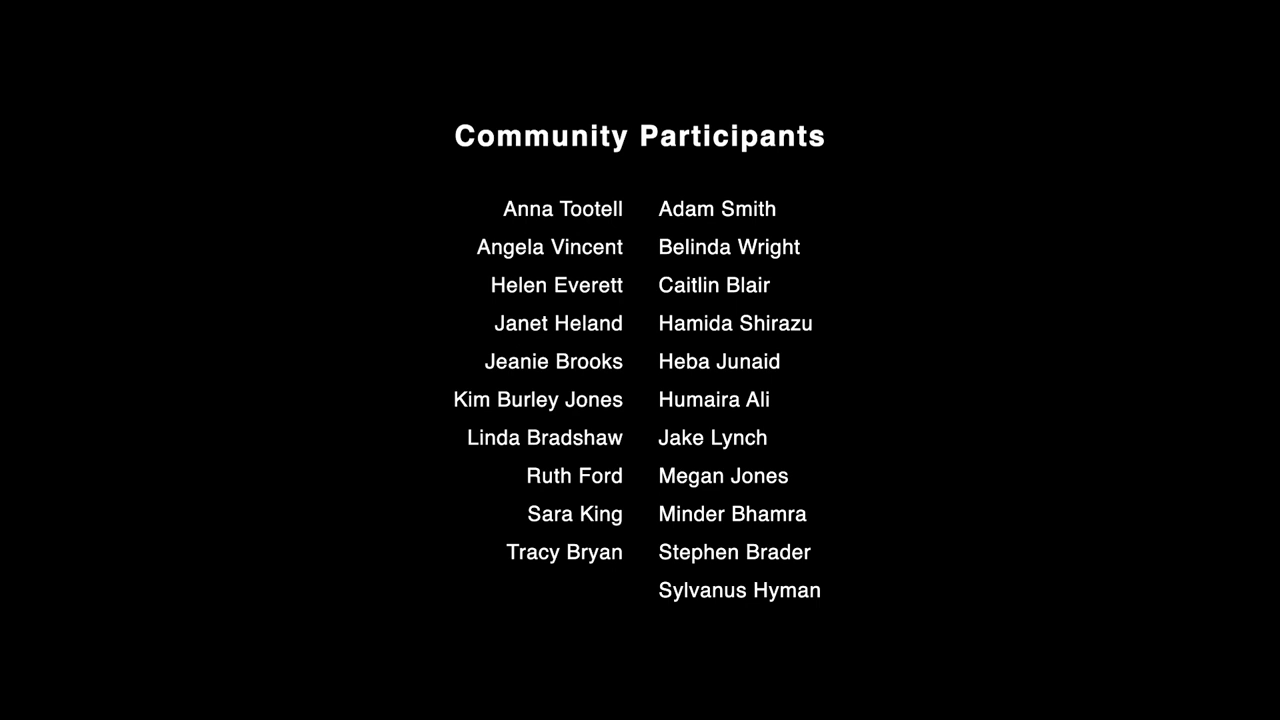 Community Participants
Anna Tootell Adam Smith
Angela Vincent Belinda Wright
Helen Everett Caitlin Blair
Janet Heland Hamida Shirazu
Jeanie Brooks Heba Junaid
Kim Burley Jones Humaira Ali
Linda Bradshaw Jake Lynch
Ruth Ford Megan Jones
Sara King Minder Bhamra
Tracy Bryan Stephen Brader
Sylvanus Hyman